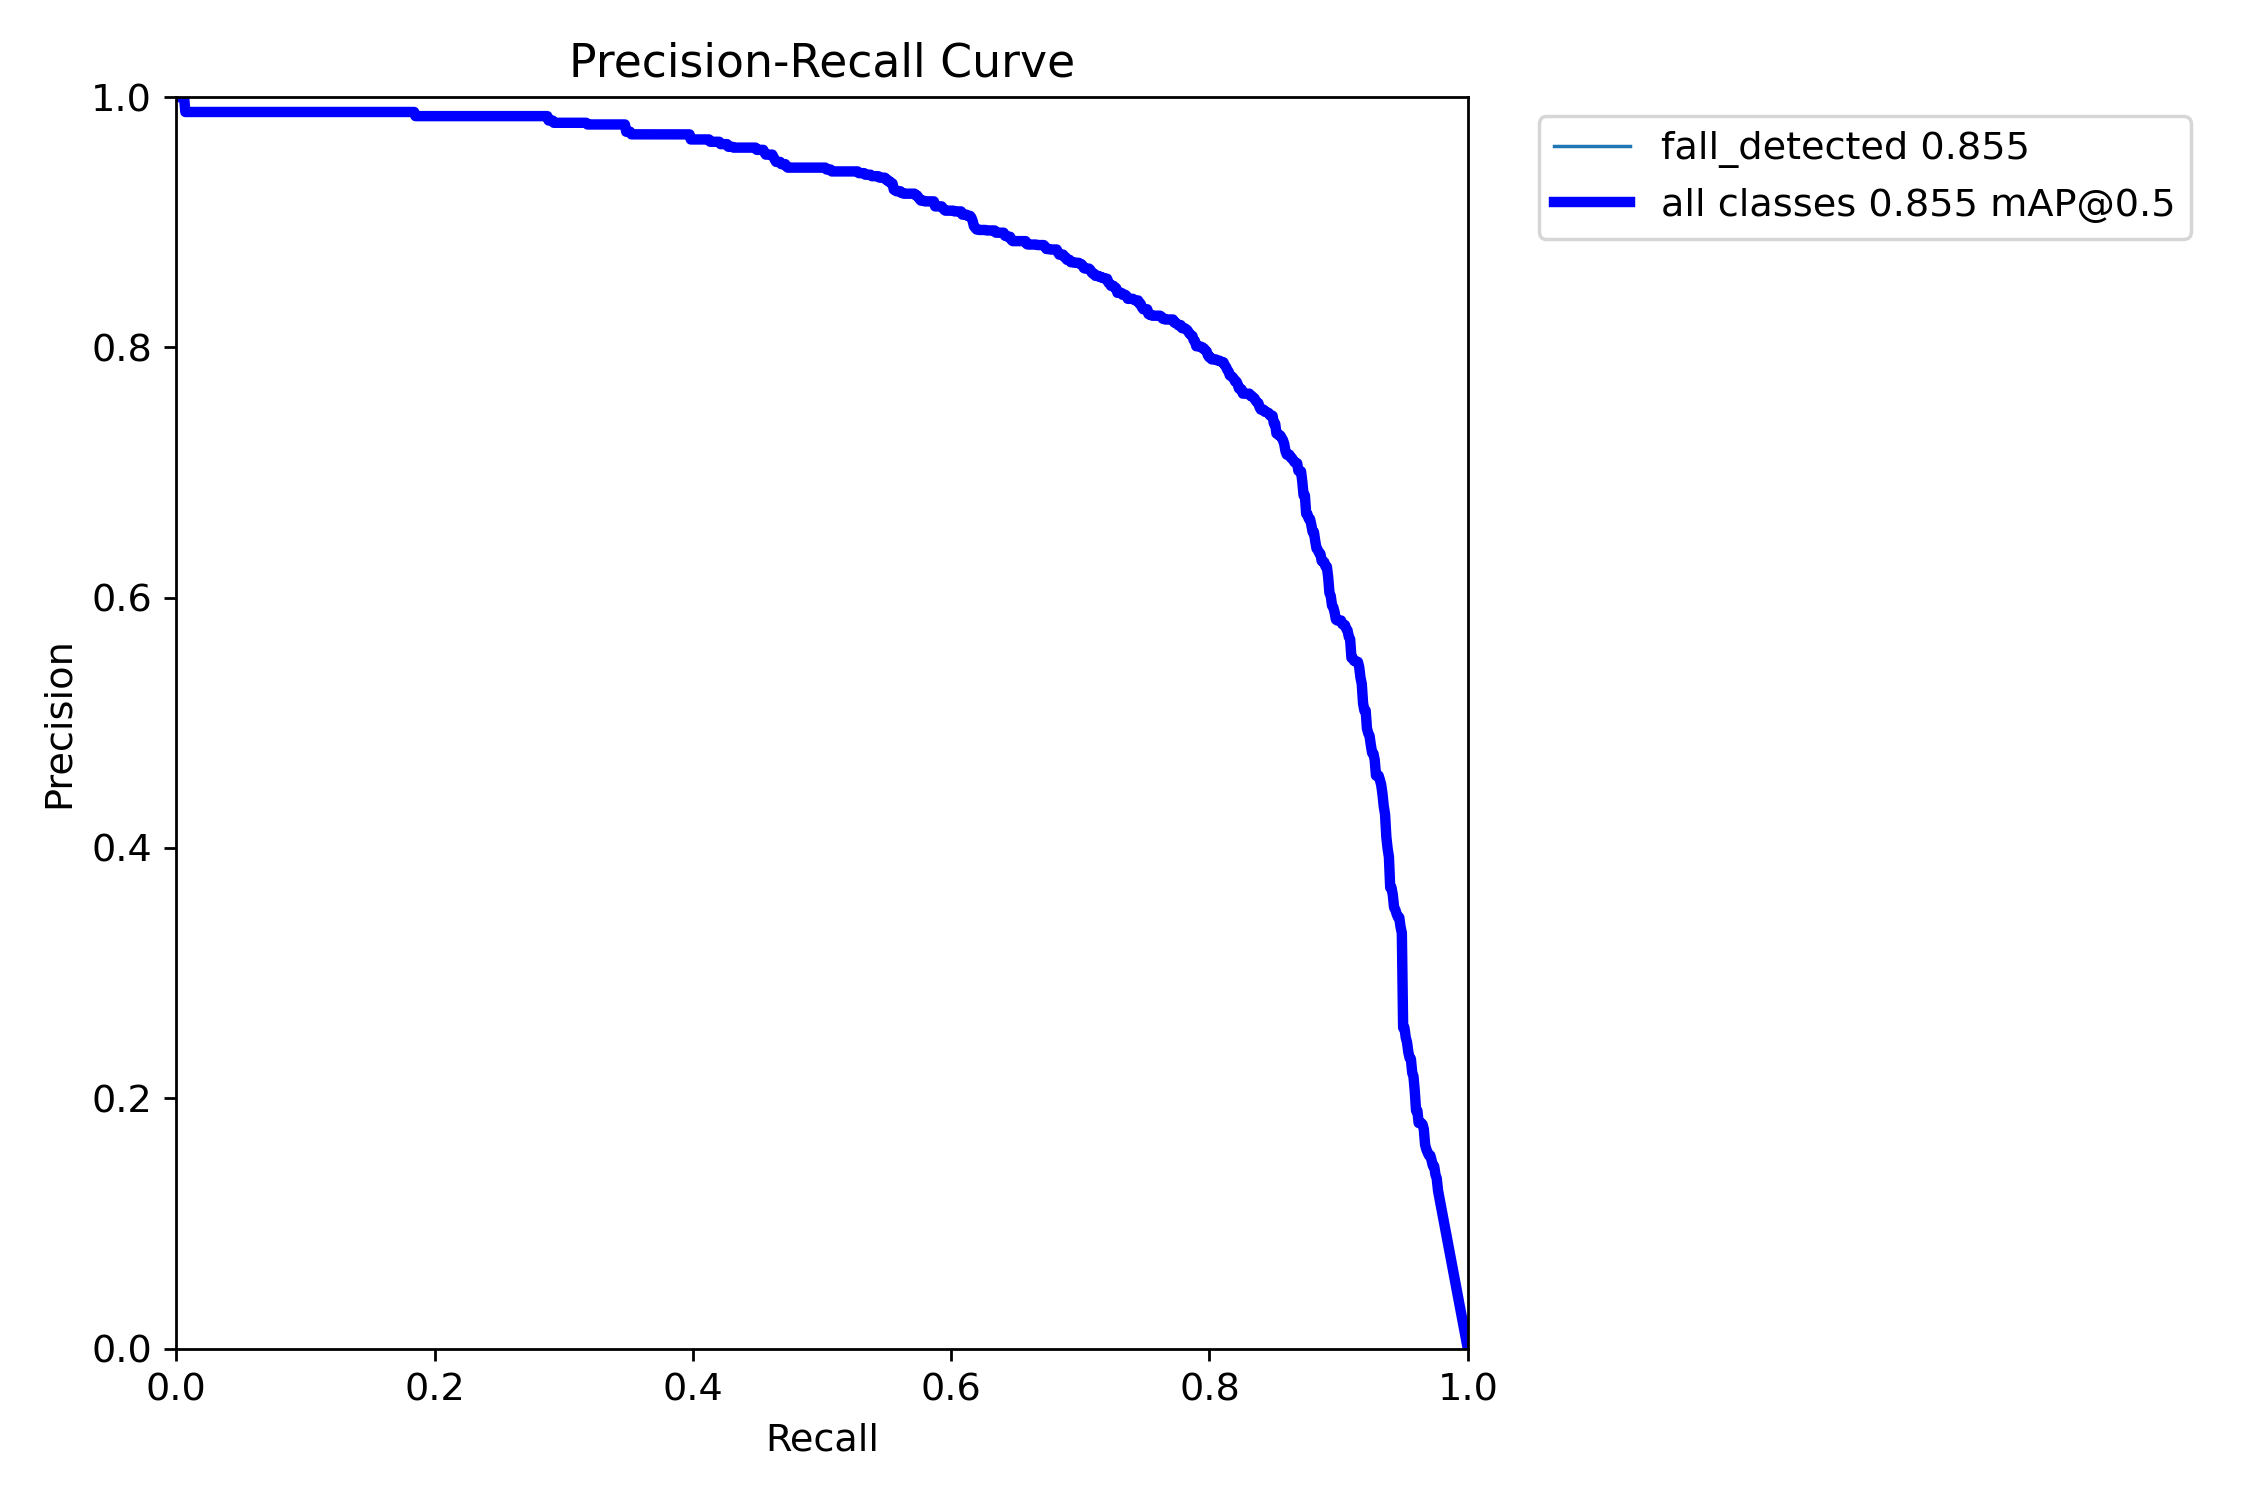 Precision-Recall Curve
fall_detected 0.855
all classes 0.855 mAP@0.5
1.0
0.8
0.6
0.4
0.2
0.0
Precision
0.0 0.2 0.4 0.6 0.8 1.0
Recall